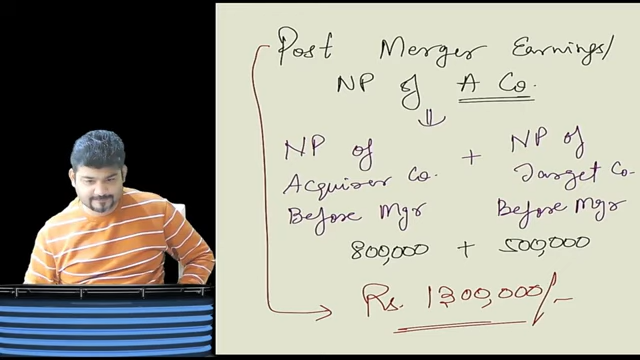 Post Merger Earnings/
NP of A Co.
⇓
NP of Acquirer Co. Before Mgr + NP of Target Co. Before Mgr
800,000 + 500,000
Rs. 1300,000/-